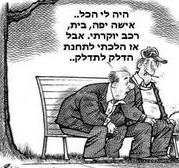 היה לי הכל..
אישה יפה, בית,
רכב יוקרתי. אבל
אז הלכתי לתחנת
הדלק לתדלק..